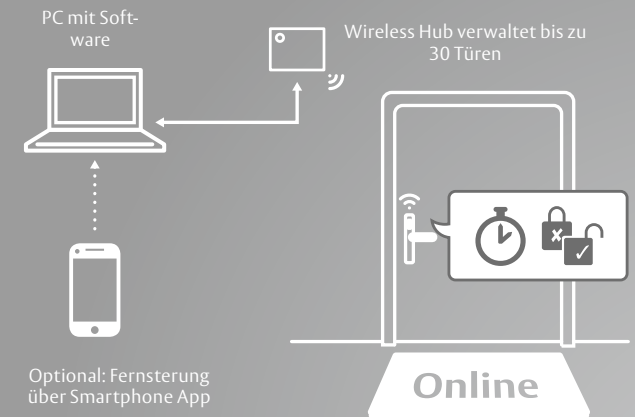 PC mit Soft-
ware
Wireless Hub verwaltet bis zu
30 Türen
Optional: Fernsterung
über Smartphone App
Online